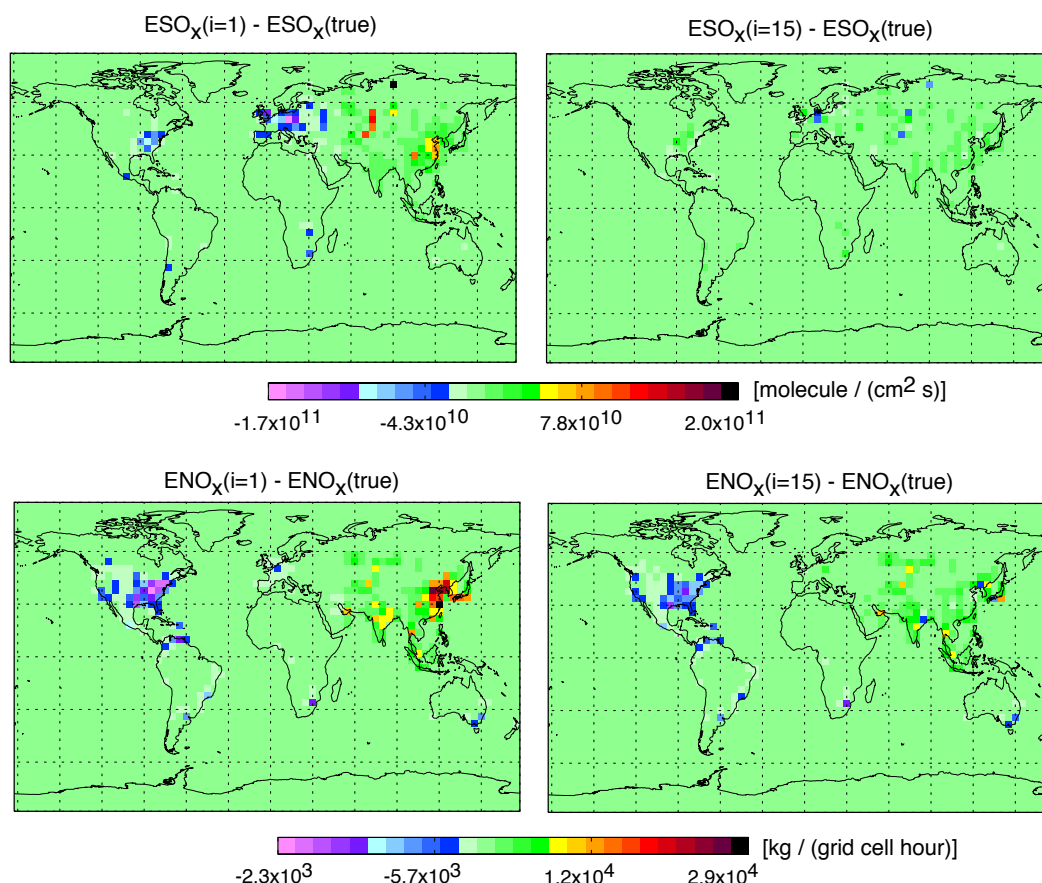 ESOX(i=1) - ESOX(true)
ESOX(i=15) - ESOX(true)
[molecule / (cm2 s)]
-1.7x10¹¹ -4.3x10¹⁰ 7.8x10¹⁰ 2.0x10¹¹
ENOX(i=1) - ENOX(true)
ENOX(i=15) - ENOX(true)
[kg / (grid cell hour)]
-2.3x10³ -5.7x10³ 1.2x10⁴ 2.9x10⁴